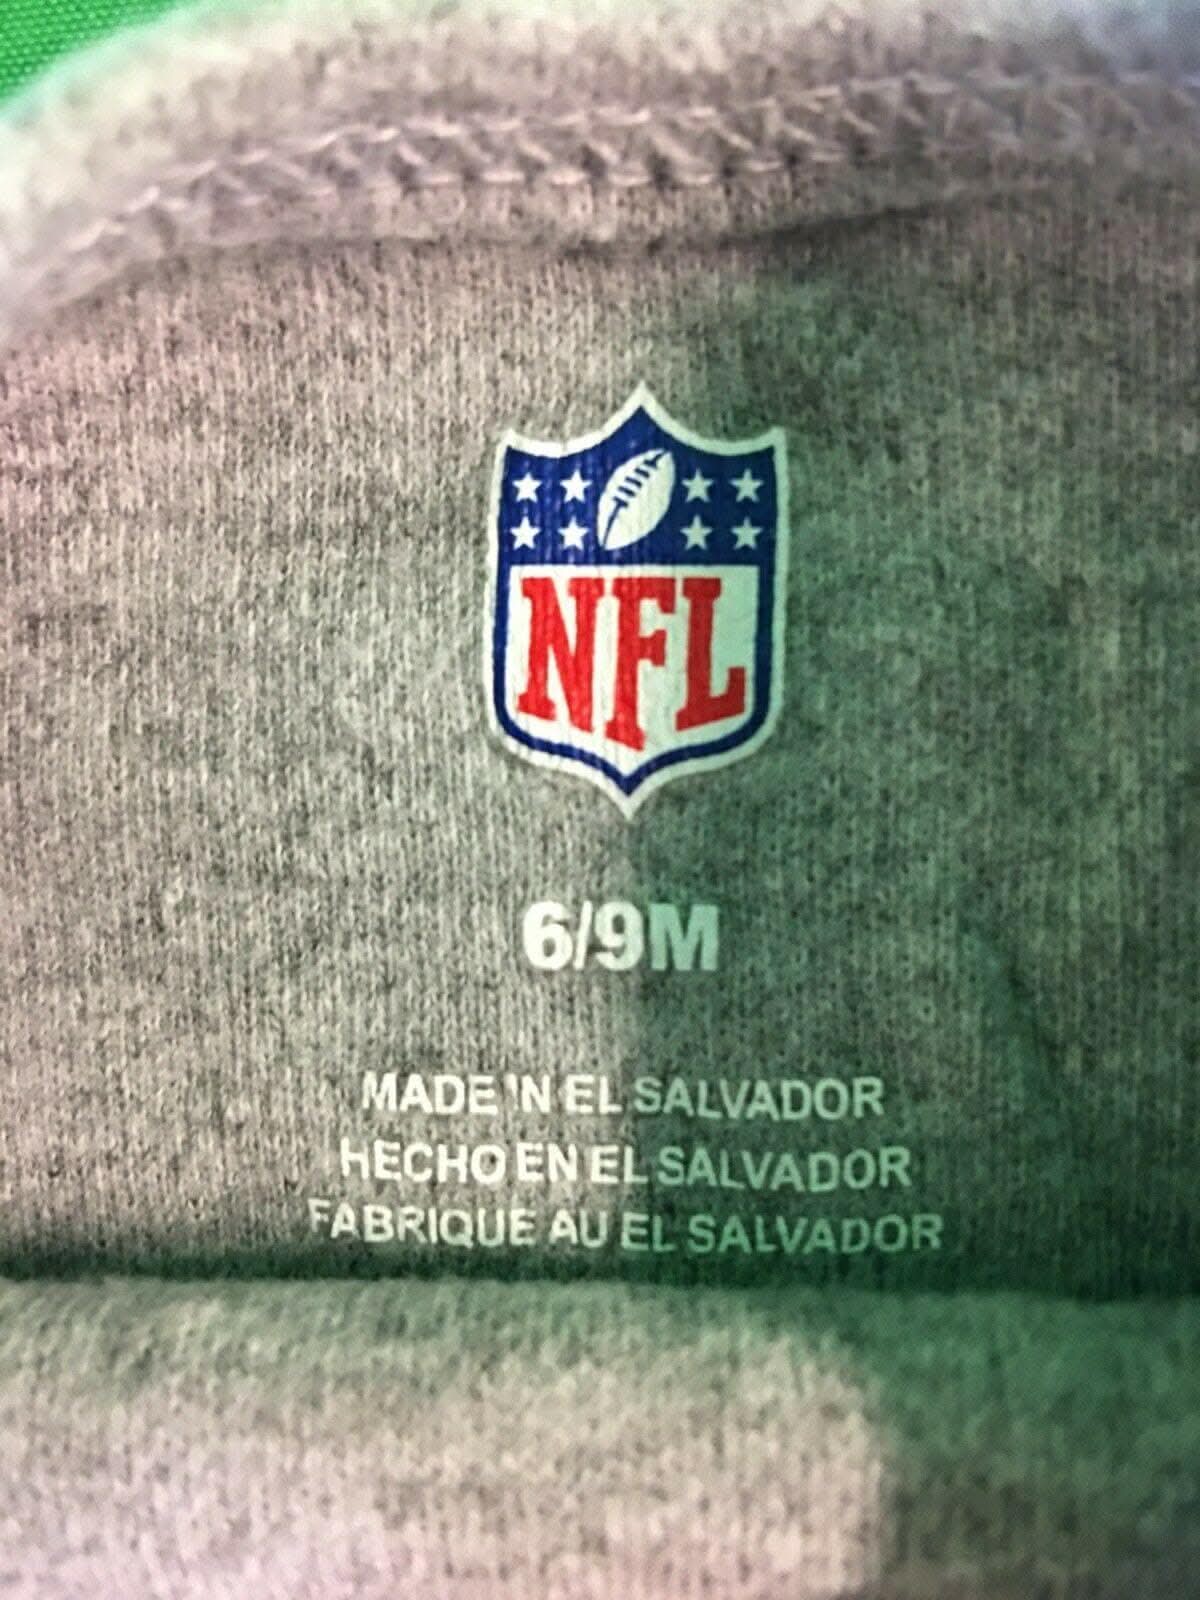 NFL
6/9M
MADE IN EL SALVADOR
HECHO EN EL SALVADOR
FABRIQUE AU EL SALVADOR